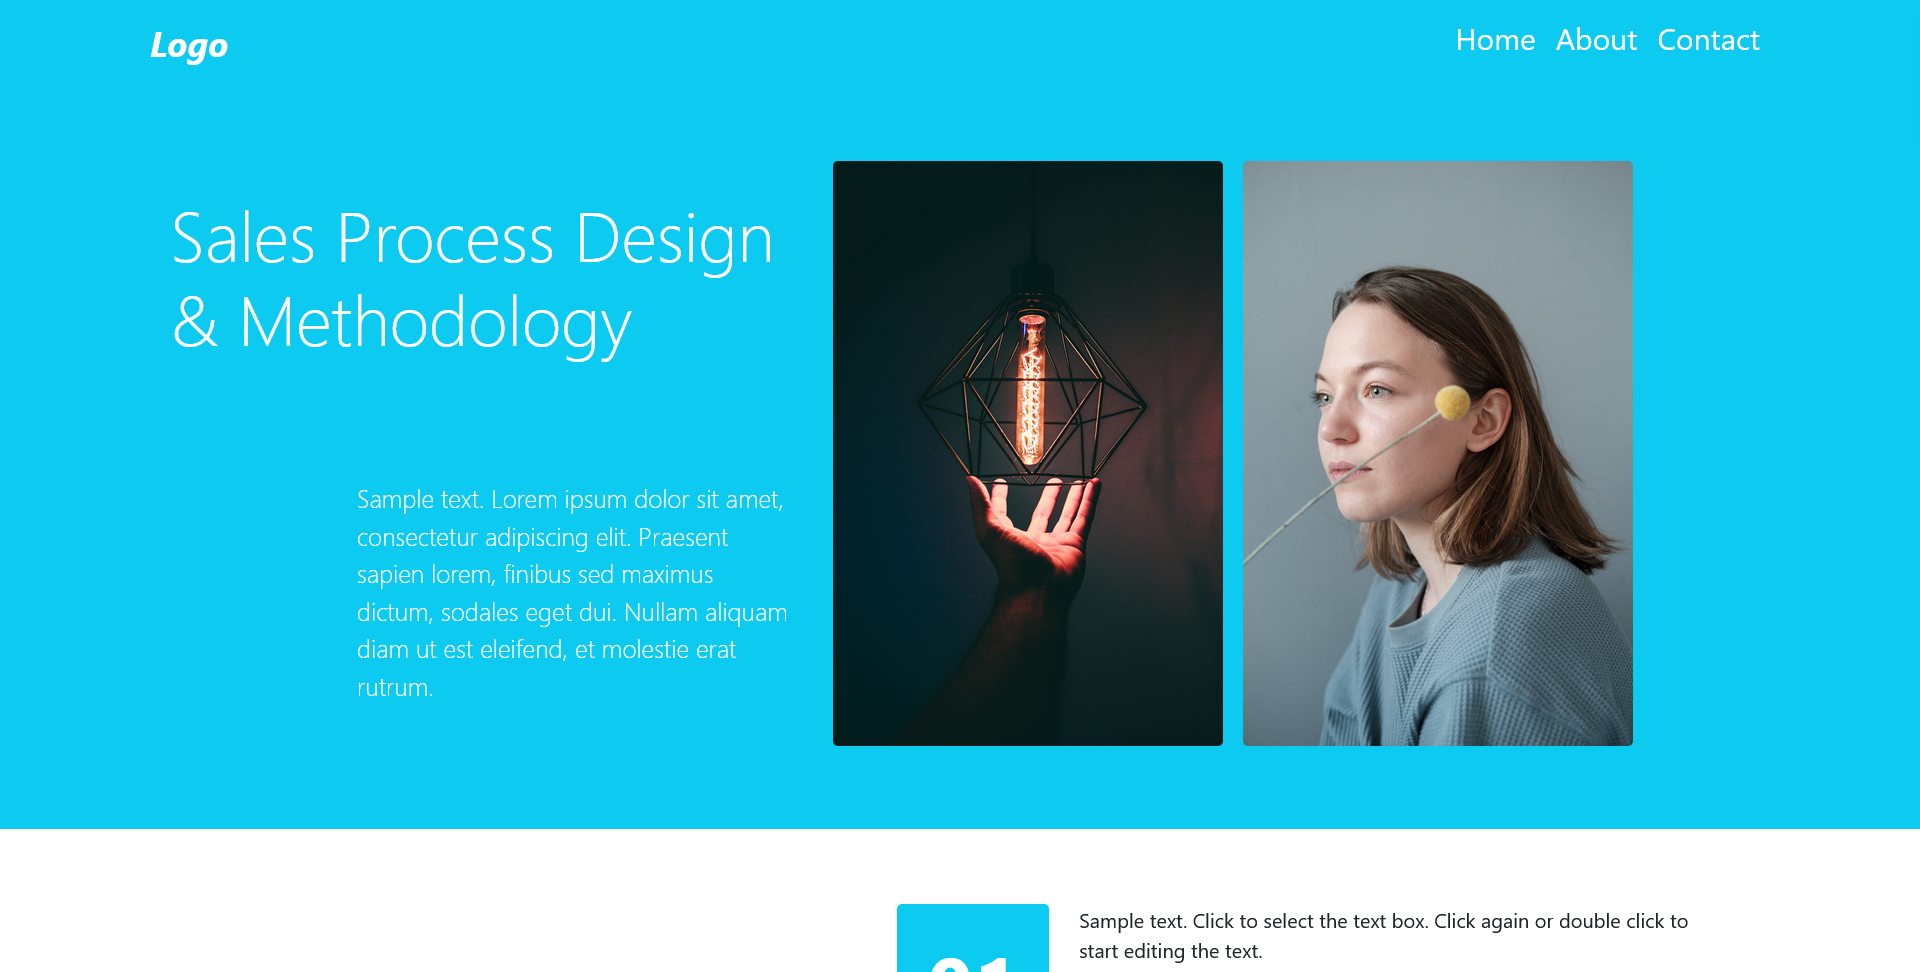 Logo
Home About Contact
Sales Process Design
& Methodology
Sample text. Lorem ipsum dolor sit amet,
consectetur adipiscing elit. Praesent
sapien lorem, finibus sed maximus
dictum, sodales eget dui. Nullam aliquam
diam ut est eleifend, et molestie erat
rutrum.
Sample text. Click to select the text box. Click again or double click to
start editing the text.